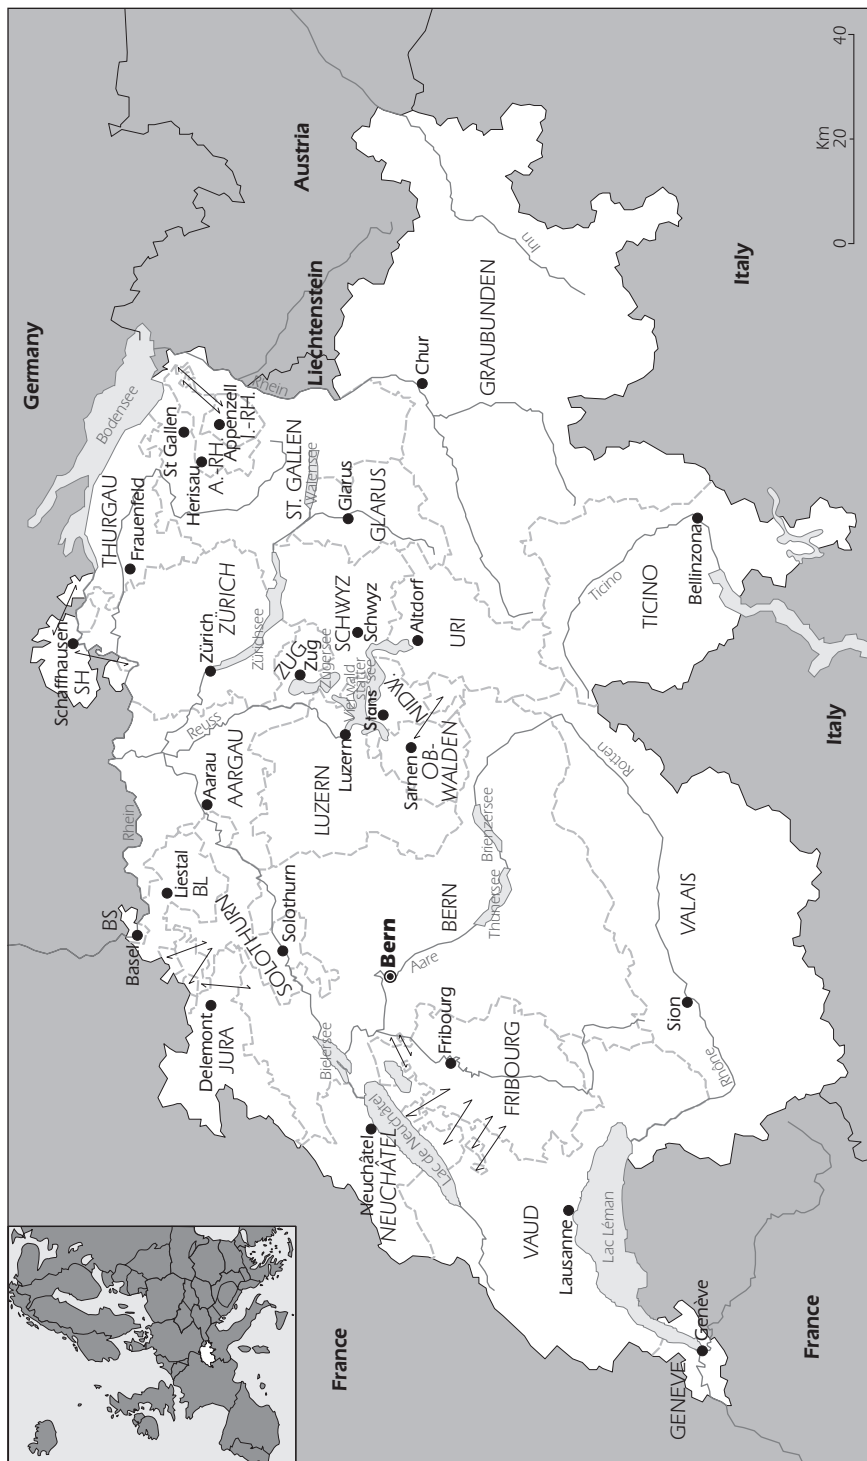 Germany
Austria
Liechtenstein
Italy
Italy
France
France
Bodensee
Rhein
Rhein
Inn
Schaffhausen
SH
THURGAU
Frauenfeld
St Gallen
Herisau
A.-RH.
Appenzell
I.-RH.
ST. GALLEN
Walensee
Glarus
GLARUS
Chur
GRAUBUNDEN
Zürich
ZÜRICH
Zürichsee
ZUG
Zug
Zugersee
SCHWYZ
Schwyz
Altdorf
URI
Vierwald
stätter
see
Stans
NIDW.
Sarnen
OB-
WALDEN
Luzern
LUZERN
Reuss
Aarau
AARGAU
Liestal
BL
BS
Basel
SOLOTHURN
Solothurn
Delemont
JURA
Bielersee
Bern
BERN
Aare
Thunersee
Brienzersee
Neuchâtel
NEUCHÂTEL
Lac de Neuchâtel
Fribourg
FRIBOURG
VAUD
Lausanne
Lac Léman
GENEVE
Genève
Sion
VALAIS
Rhône
Rotten
TICINO
Ticino
Bellinzona
0 20 40
Km